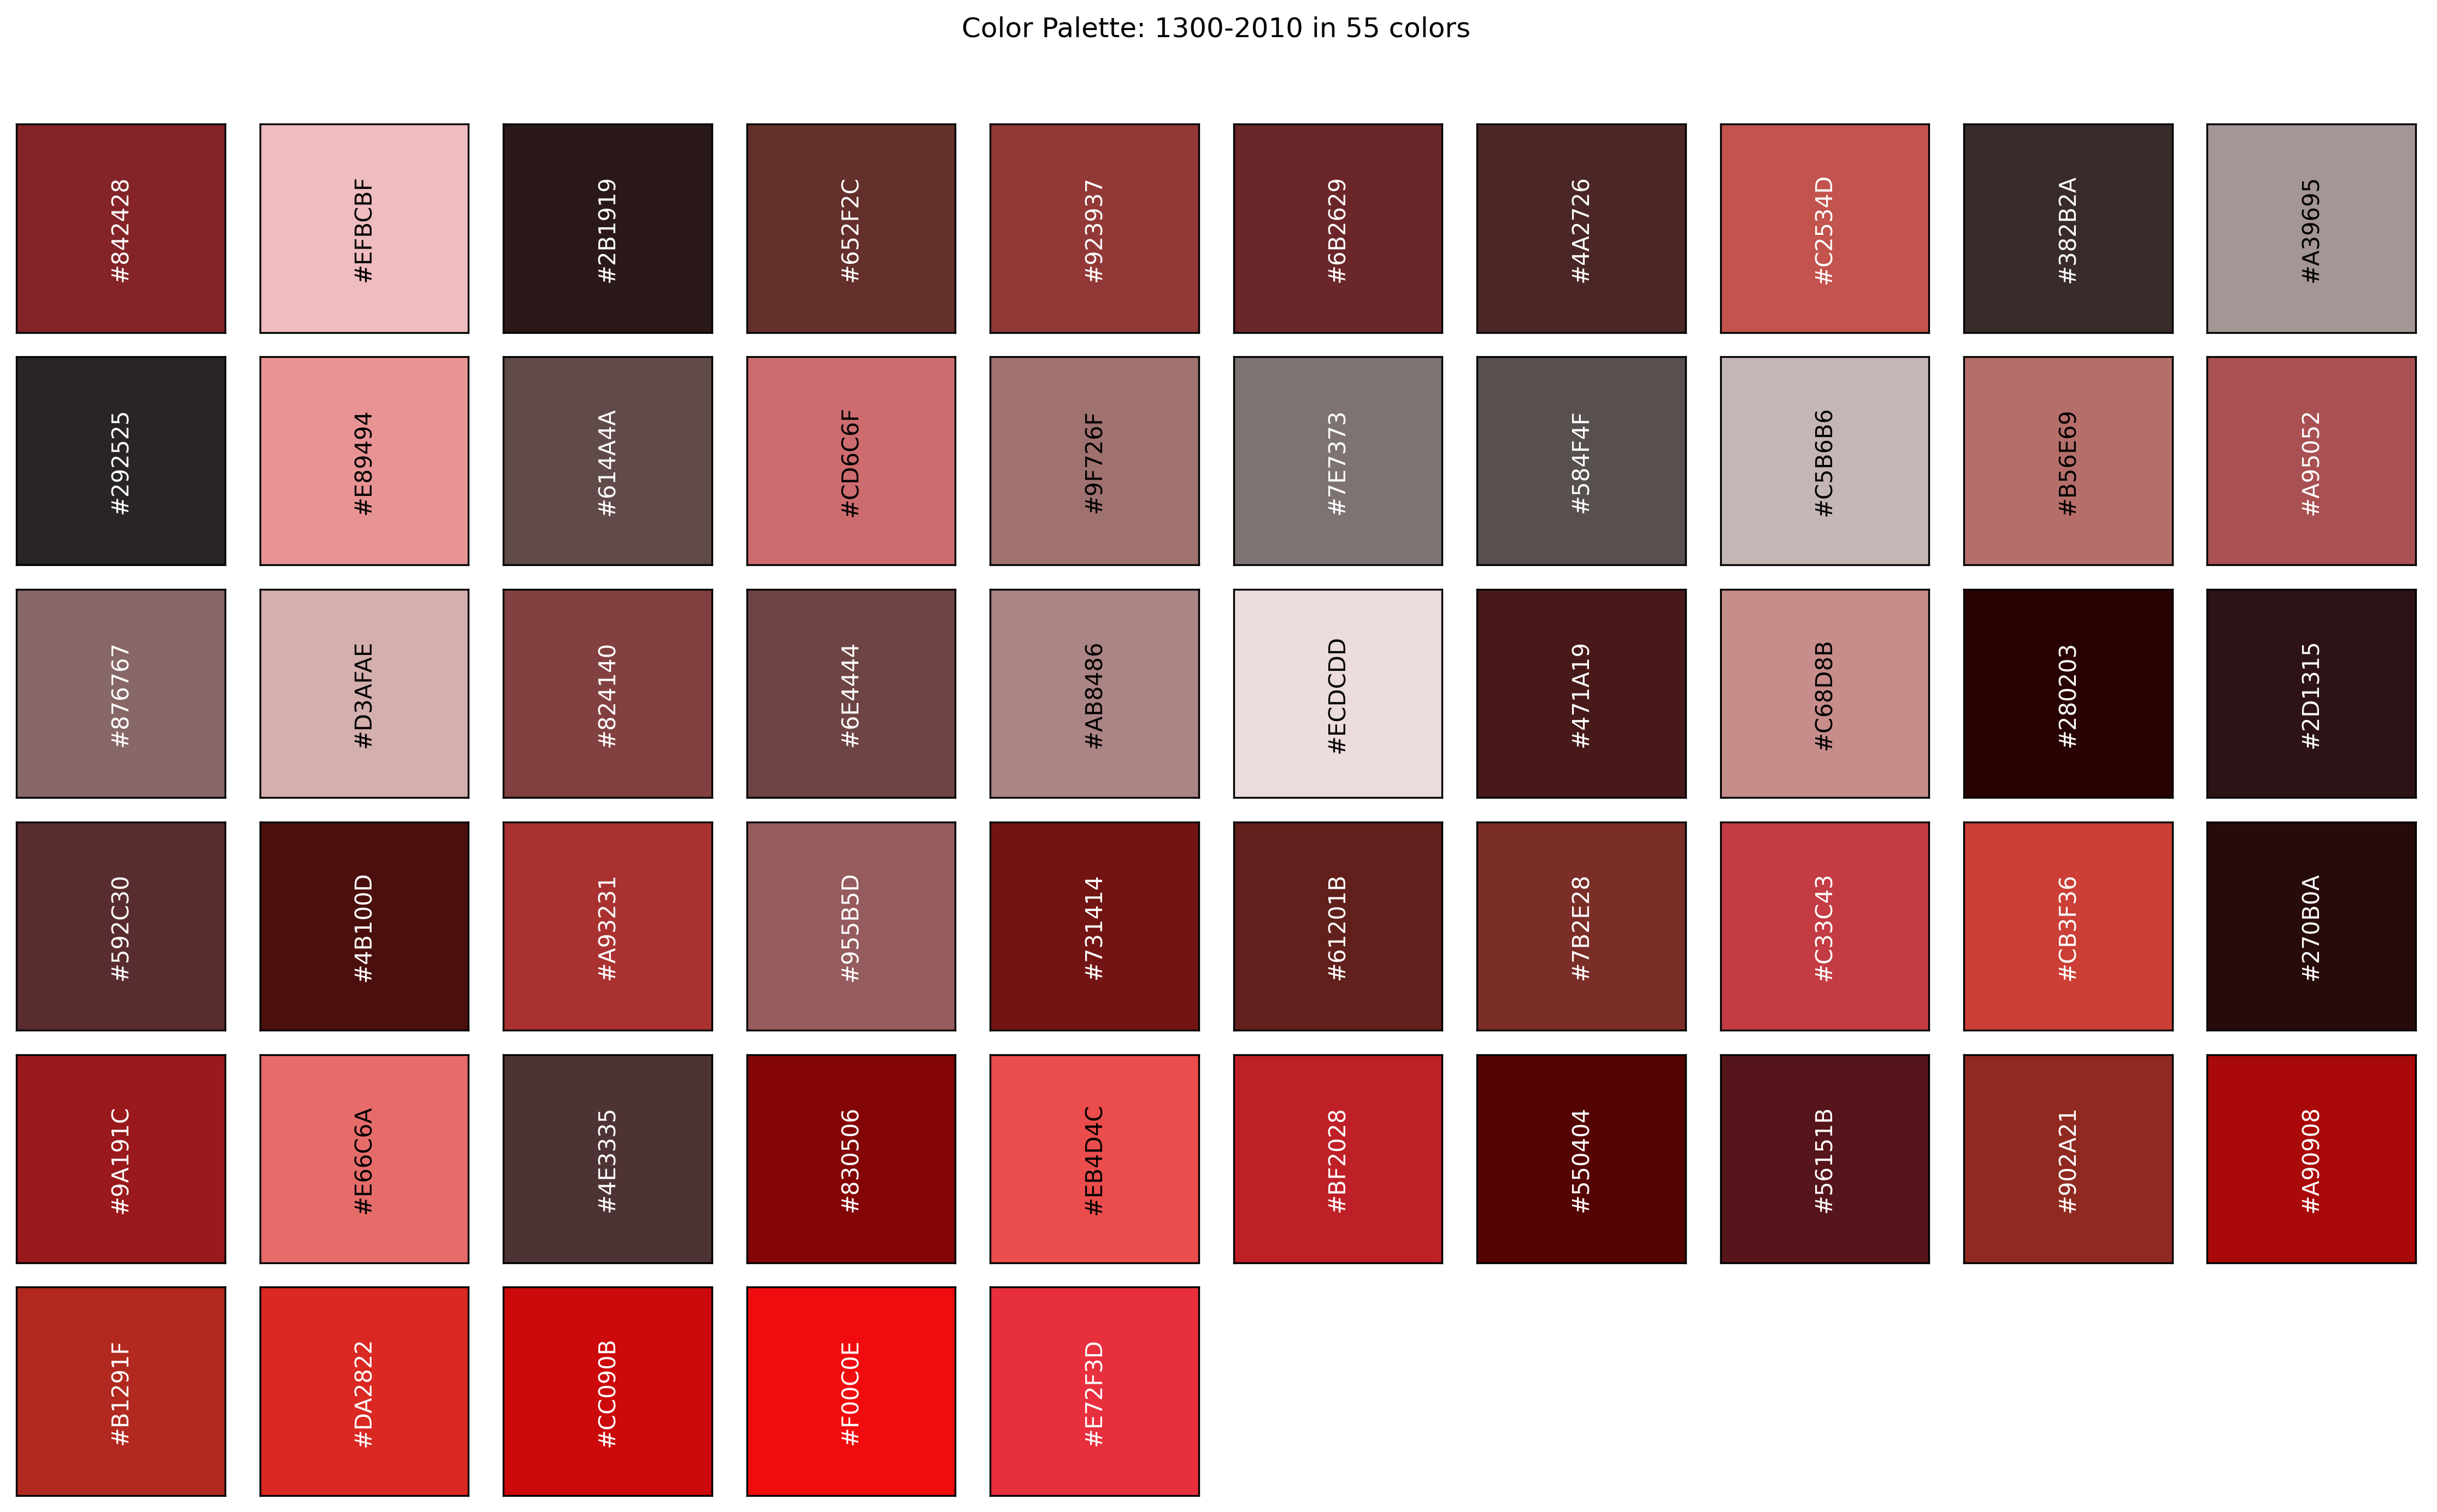 Color Palette: 1300-2010 in 55 colors
#842428
#EFBCBF
#2B1919
#652F2C
#923937
#6B2629
#4A2726
#C2534D
#382B2A
#A39695
#292525
#E89494
#614A4A
#CD6C6F
#9F726F
#7E7373
#584F4F
#C5B6B6
#B56E69
#A95052
#876767
#D3AFAE
#824140
#6E4444
#AB8486
#ECDCDD
#471A19
#C68D8B
#280203
#2D1315
#592C30
#4B100D
#A93231
#955B5D
#731414
#61201B
#7B2E28
#C33C43
#CB3F36
#270B0A
#9A191C
#E66C6A
#4E3335
#830506
#EB4D4C
#BF2028
#550404
#56151B
#902A21
#A90908
#B1291F
#DA2822
#CC090B
#F00C0E
#E72F3D